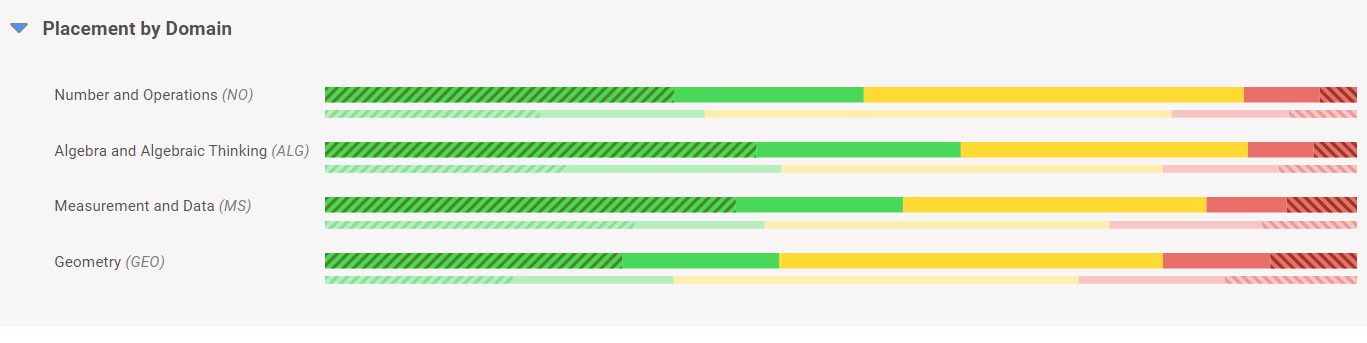 Placement by Domain
Number and Operations (NO)
Algebra and Algebraic Thinking (ALG)
Measurement and Data (MS)
Geometry (GEO)